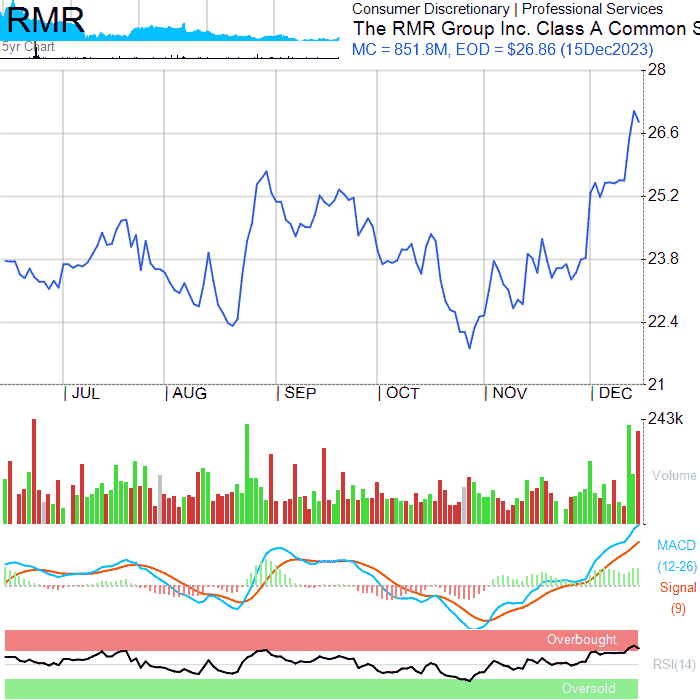 RMR
5yr Chart
Consumer Discretionary | Professional Services
The RMR Group Inc. Class A Common S
MC = 851.8M, EOD = $26.86 (15Dec2023)
28
26.6
25.2
23.8
22.4
21
JUL AUG SEP OCT NOV DEC
243k
Volume
MACD
(12-26)
Signal
(9)
Overbought
RSI(14)
Oversold